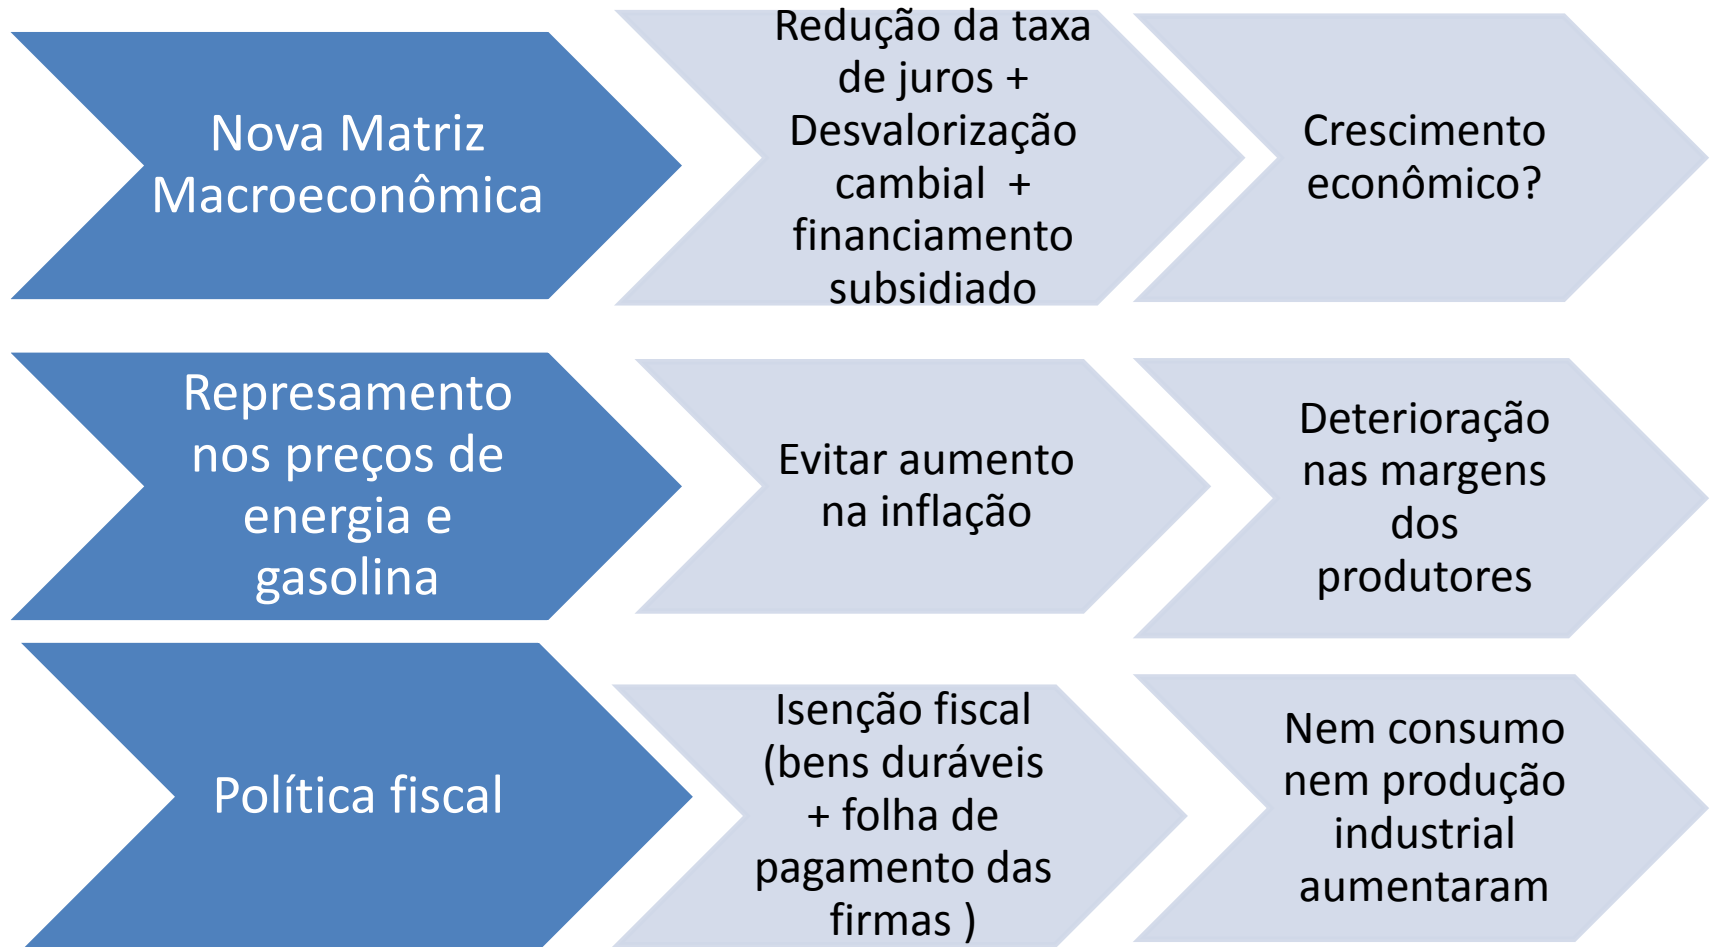 Nova Matriz
Macroeconômica
Redução da taxa
de juros +
Desvalorização
cambial +
financiamento
subsidiado
Crescimento
econômico?
Represamento
nos preços de
energia e
gasolina
Evitar aumento
na inflação
Deterioração
nas margens
dos
produtores
Política fiscal
Isenção fiscal
(bens duráveis
+ folha de
pagamento das
firmas )
Nem consumo
nem produção
industrial
aumentaram